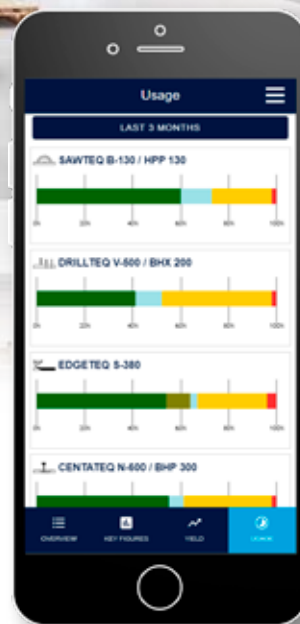 Usage
LAST 3 MONTHS
SAWTEQ B-130 / HPP 130
0% 20% 40% 60% 80% 100%
DRILLTEQ V-500 / BHX 200
0% 20% 40% 60% 80% 100%
EDGETEQ S-380
0% 20% 40% 60% 80% 100%
CENTATEQ N-600 / BHP 300
OVERVIEW KEY FIGURES YIELD USAGE